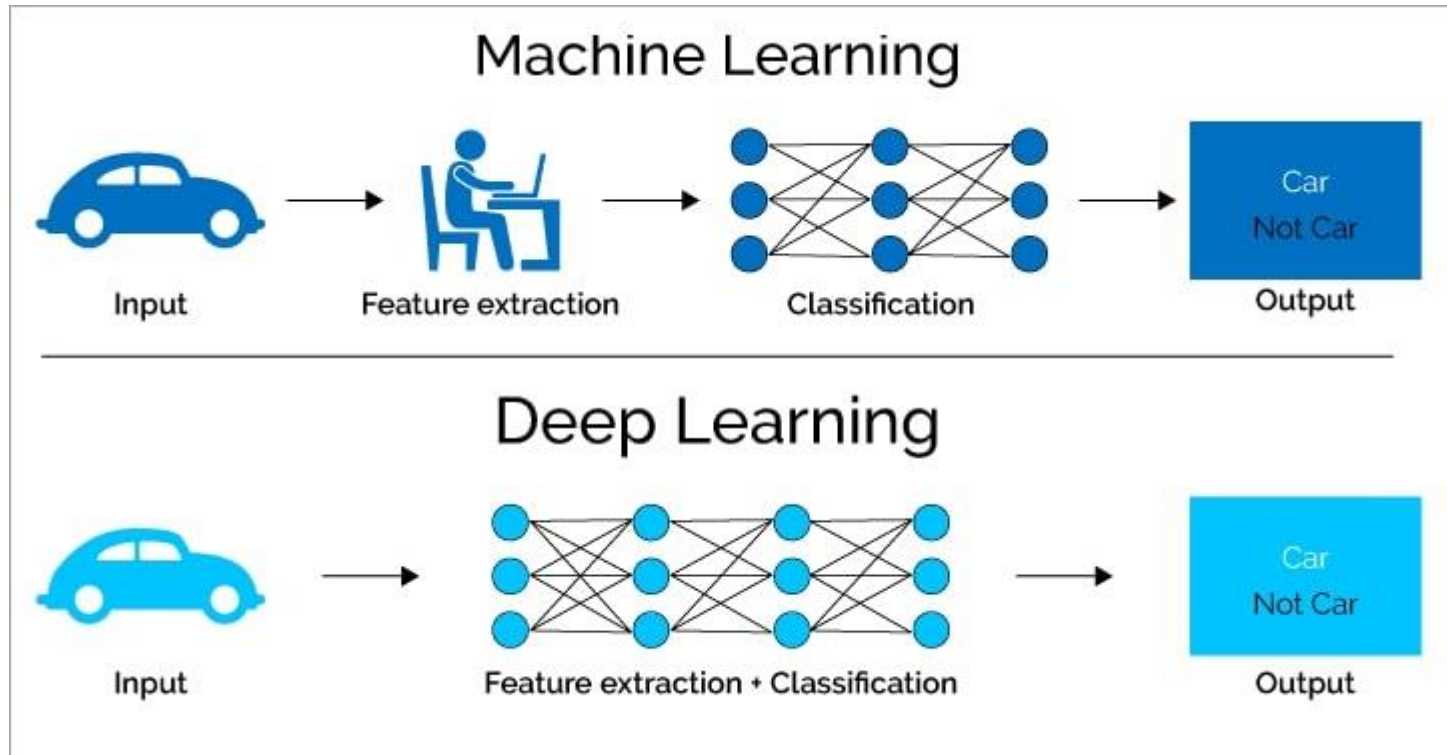 Machine Learning
Car
Not Car
Input
Feature extraction
Classification
Output
Deep Learning
Car
Not Car
Input
Feature extraction + Classification
Output